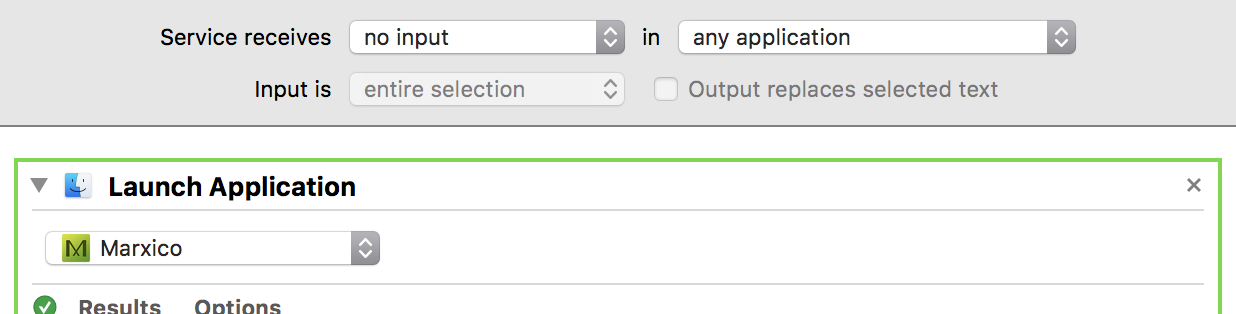 Service receives no input in any application
Input is entire selection Output replaces selected text
Launch Application
Marxico
Results Options